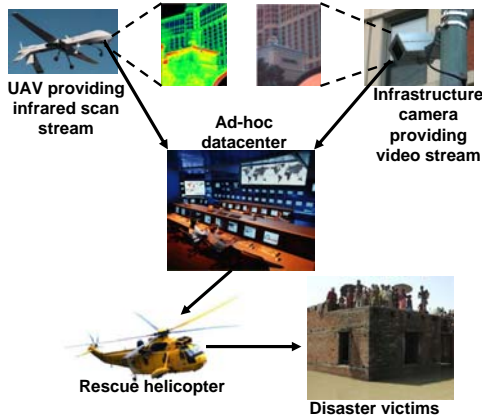 UAV providing
infrared scan
stream
Infrastructure
camera
providing
video stream
Ad-hoc
datacenter
Rescue helicopter
Disaster victims